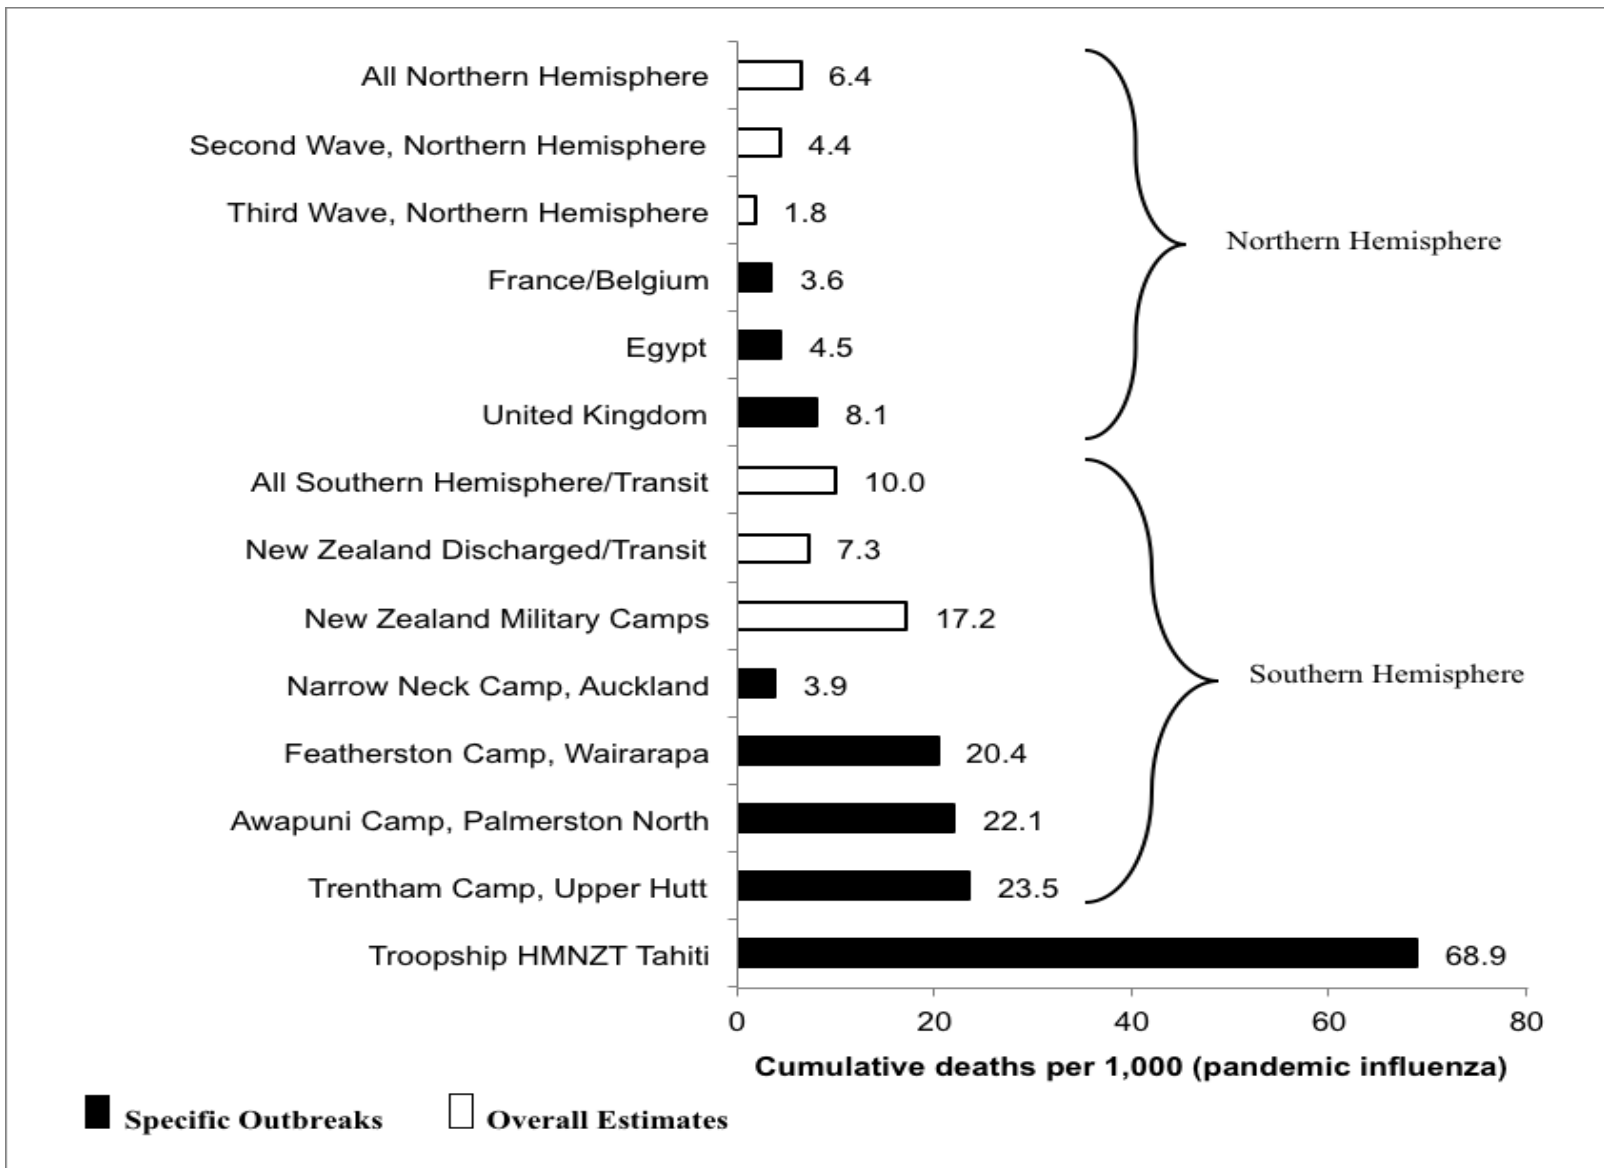 All Northern Hemisphere 6.4
Second Wave, Northern Hemisphere 4.4
Third Wave, Northern Hemisphere 1.8
Northern Hemisphere
France/Belgium 3.6
Egypt 4.5
United Kingdom 8.1
All Southern Hemisphere/Transit 10.0
New Zealand Discharged/Transit 7.3
New Zealand Military Camps 17.2
Southern Hemisphere
Narrow Neck Camp, Auckland 3.9
Featherston Camp, Wairarapa 20.4
Awapuni Camp, Palmerston North 22.1
Trentham Camp, Upper Hutt 23.5
Troopship HMNZT Tahiti 68.9
0 20 40 60 80
Cumulative deaths per 1,000 (pandemic influenza)
Specific Outbreaks Overall Estimates